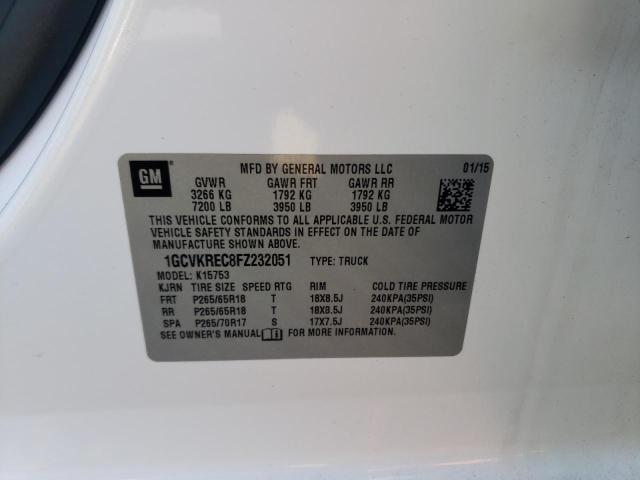 GM
MFD BY GENERAL MOTORS LLC 01/15
GVWR GAWR FRT GAWR RR
3266 KG 1792 KG 1792 KG
7200 LB 3950 LB 3950 LB
THIS VEHICLE CONFORMS TO ALL APPLICABLE U.S. FEDERAL MOTOR
VEHICLE SAFETY STANDARDS IN EFFECT ON THE DATE OF
MANUFACTURE SHOWN ABOVE.
1GCVKREC8FZ232051 TYPE: TRUCK
MODEL: K15753
KJRN TIRE SIZE SPEED RTG RIM COLD TIRE PRESSURE
FRT P265/65R18 T 18X8.5J 240KPA(35PSI)
RR P265/65R18 T 18X8.5J 240KPA(35PSI)
SPA P265/70R17 S 17X7.5J 240KPA(35PSI)
SEE OWNER'S MANUAL FOR MORE INFORMATION.